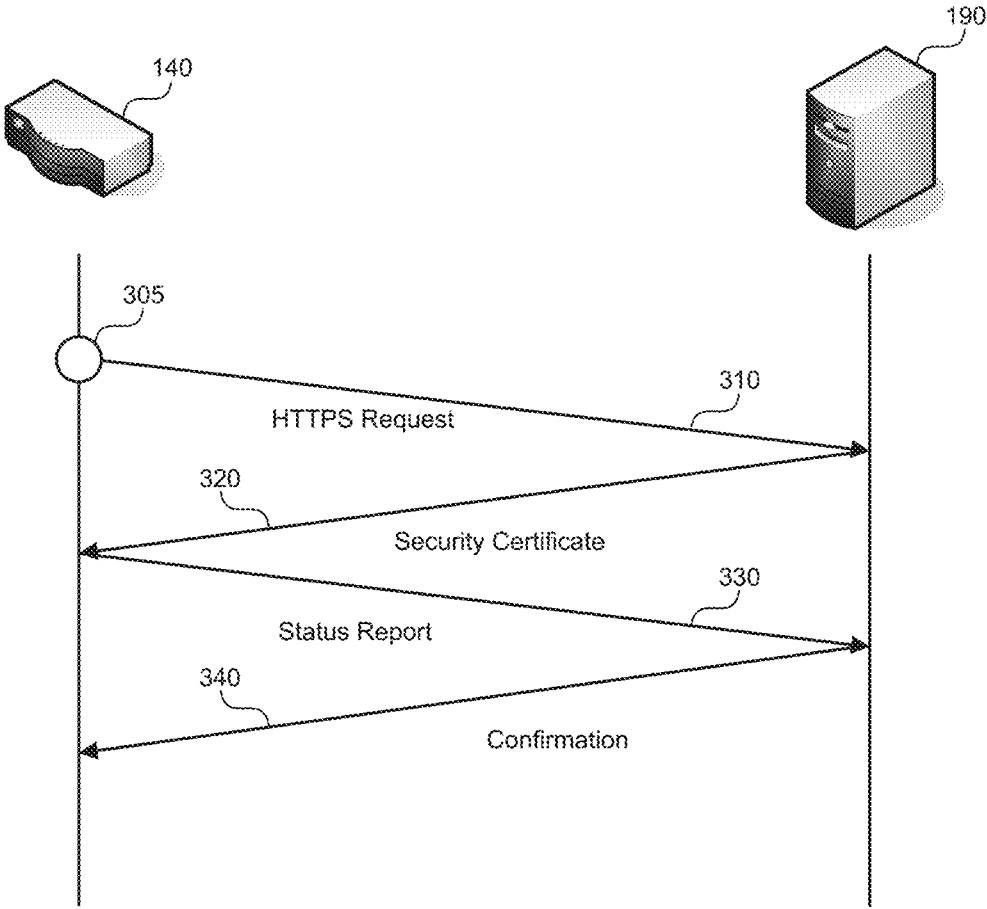 190
140
305
310
HTTPS Request
320
Security Certificate
330
Status Report
340
Confirmation